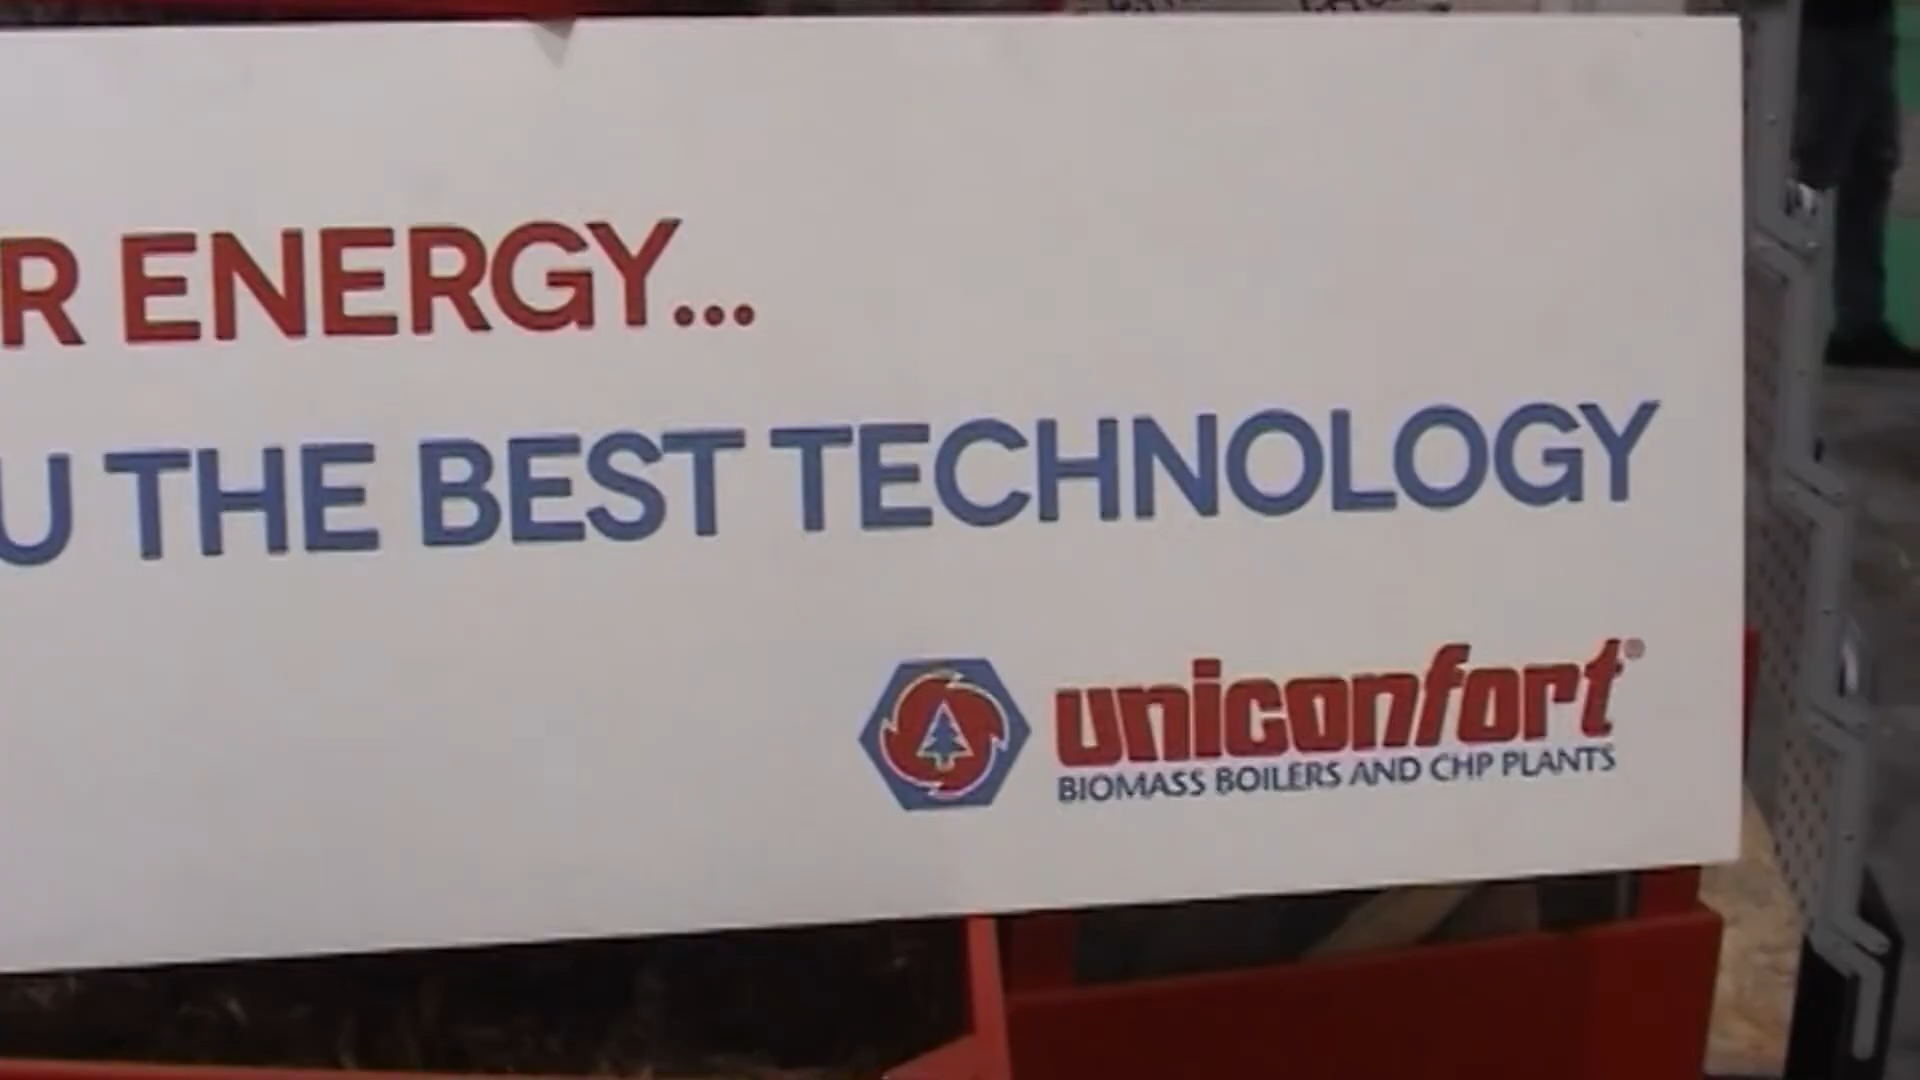 R ENERGY...
U THE BEST TECHNOLOGY
uniconfort®
BIOMASS BOILERS AND CHP PLANTS